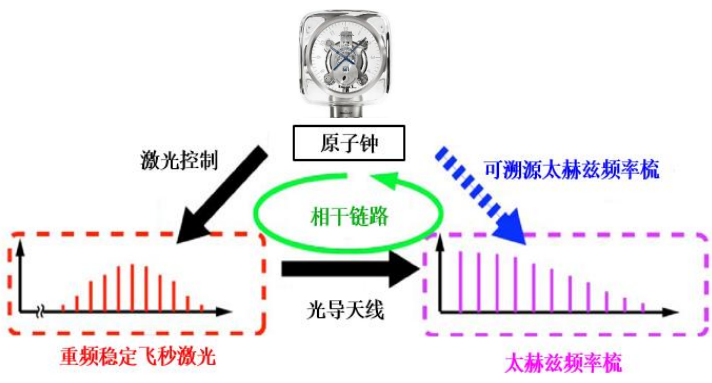 原子钟
激光控制
可溯源太赫兹频率梳
相干链路
光导天线
重频稳定飞秒激光
太赫兹频率梳